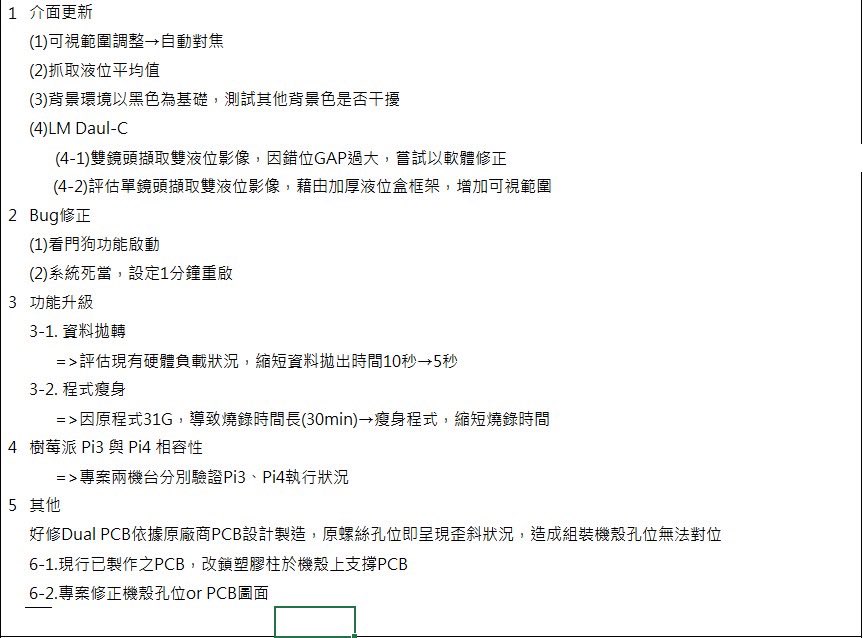 1 介面更新
(1)可視範圍調整→自動對焦
(2)抓取液位平均值
(3)背景環境以黑色為基礎，測試其他背景色是否干擾
(4)LM Daul-C
(4-1)雙鏡頭擷取雙液位影像，因錯位GAP過大，嘗試以軟體修正
(4-2)評估單鏡頭擷取雙液位影像，藉由加厚液位盒框架，增加可視範圍
2 Bug修正
(1)看門狗功能啟動
(2)系統死當，設定1分鐘重啟
3 功能升級
3-1. 資料拋轉
=>評估現有硬體負載狀況，縮短資料拋出時間10秒→5秒
3-2. 程式瘦身
=>因原程式31G，導致燒錄時間長(30min)→瘦身程式，縮短燒錄時間
4 樹莓派 Pi3 與 Pi4 相容性
=>專案兩機台分別驗證Pi3、Pi4執行狀況
5 其他
好修Dual PCB依據原廠商PCB設計製造，原螺絲孔位即呈現歪斜狀況，造成組裝機殼孔位無法對位
6-1.現行已製作之PCB，改鎖塑膠柱於機殼上支撐PCB
6-2.專案修正機殼孔位or PCB圖面